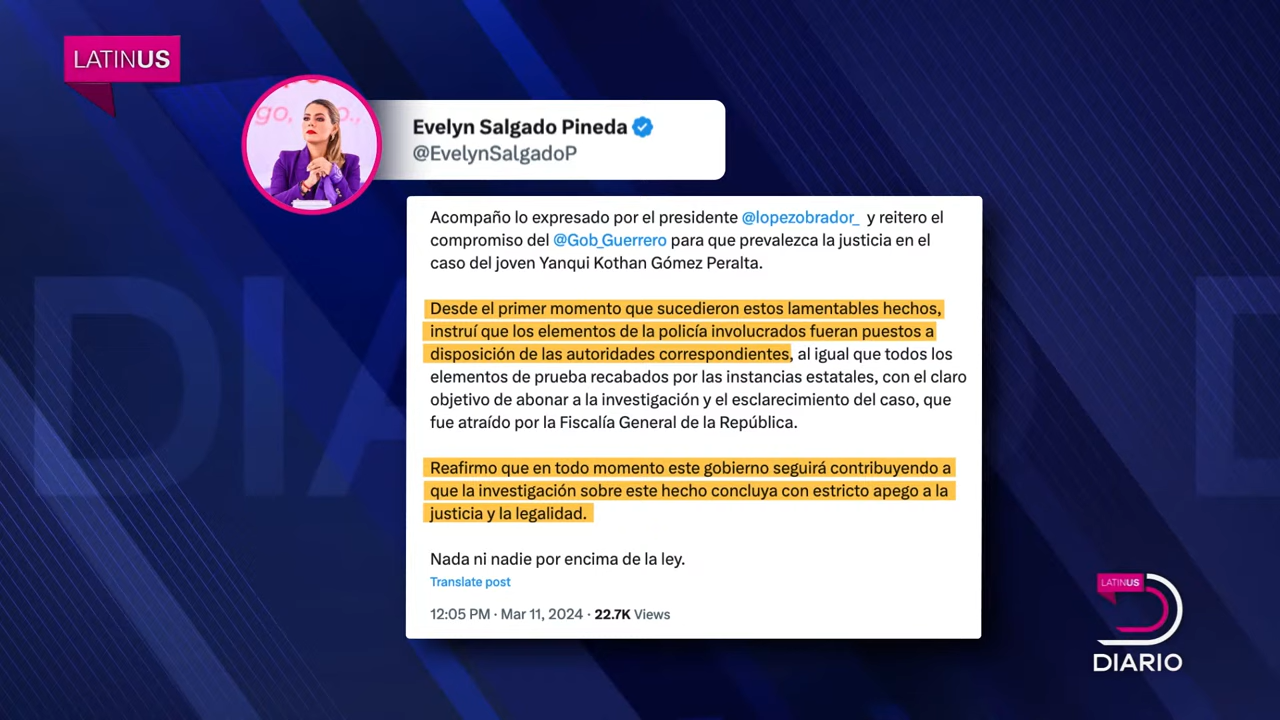 LATINUS
go,
Evelyn Salgado Pineda
@EvelynSalgadoP
Acompaño lo expresado por el presidente @lopezobrador_ y reitero el
compromiso del @Gob_Guerrero para que prevalezca la justicia en el
caso del joven Yanqui Kothan Gómez Peralta.
Desde el primer momento que sucedieron estos lamentables hechos,
instruí que los elementos de la policía involucrados fueran puestos a
disposición de las autoridades correspondientes, al igual que todos los
elementos de prueba recabados por las instancias estatales, con el claro
objetivo de abonar a la investigación y el esclarecimiento del caso, que
fue atraído por la Fiscalía General de la República.
Reafirmo que en todo momento este gobierno seguirá contribuyendo a
que la investigación sobre este hecho concluya con estricto apego a la
justicia y la legalidad.
Nada ni nadie por encima de la ley.
Translate post
12:05 PM · Mar 11, 2024 · 22.7K Views
LATINUS
DIARIO